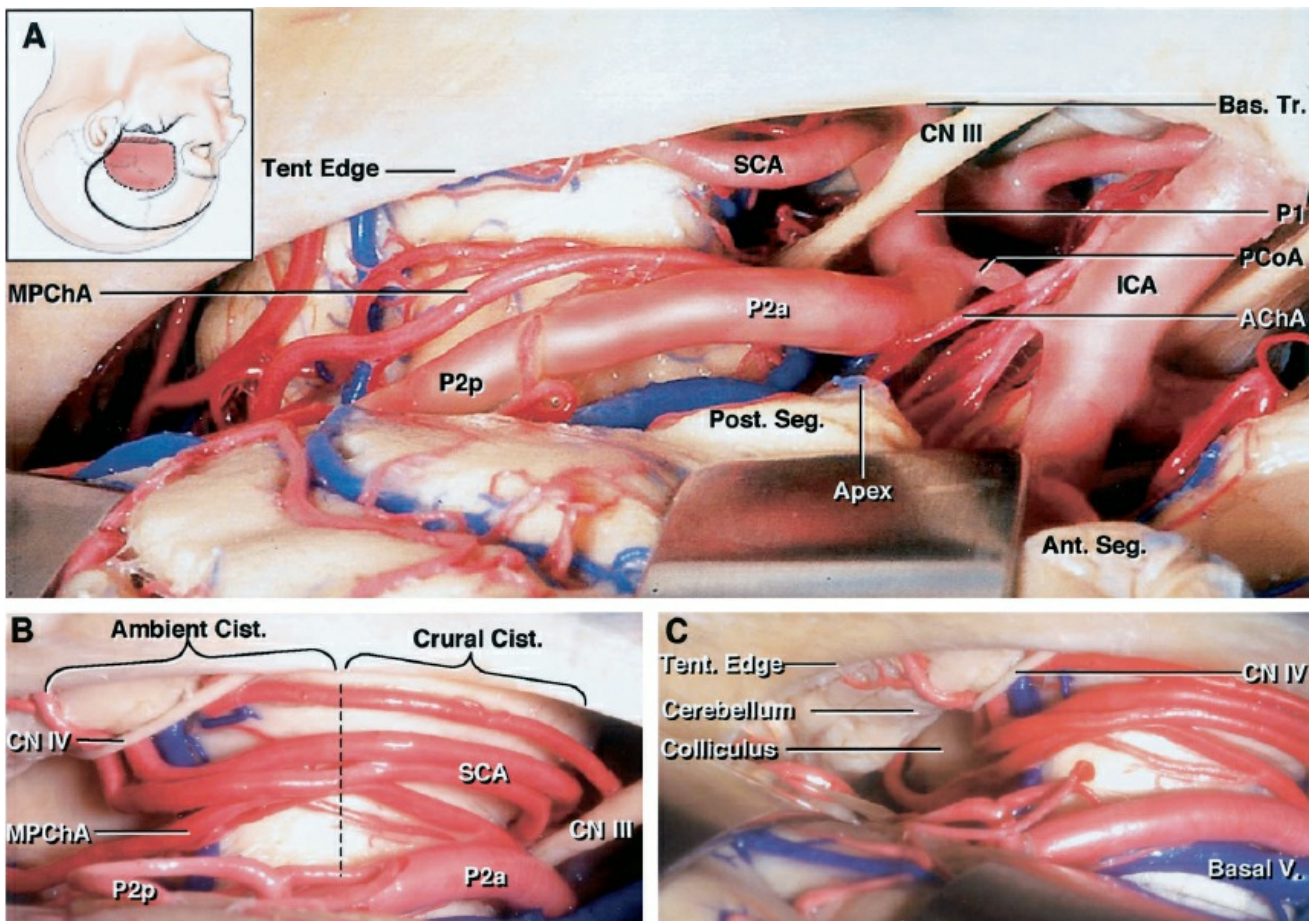 A
Bas. Tr.
CN III
SCA
Tent Edge
P1
PCoA
MPChA
ICA
P2a
AChA
P2p
Post. Seg.
Apex
Ant. Seg.
B
Ambient Cist.
Crural Cist.
CN IV
SCA
MPChA
CN III
P2p
P2a
C
Tent. Edge
CN IV
Cerebellum
Colliculus
Basal V.